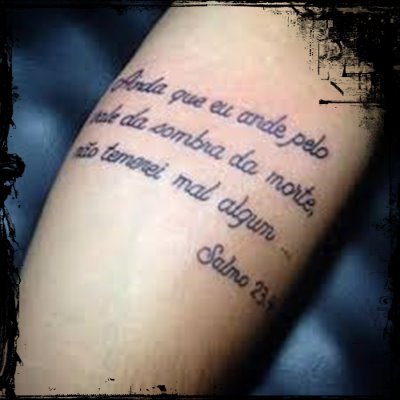 Ainda que eu ande pelo
vale da sombra da morte,
não temerei mal algum ...
Salmo 23:4